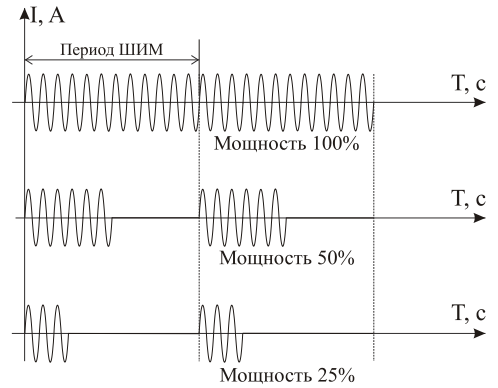 I, A
Период ШИМ
T, c
Мощность 100%
T, c
Мощность 50%
T, c
Мощность 25%